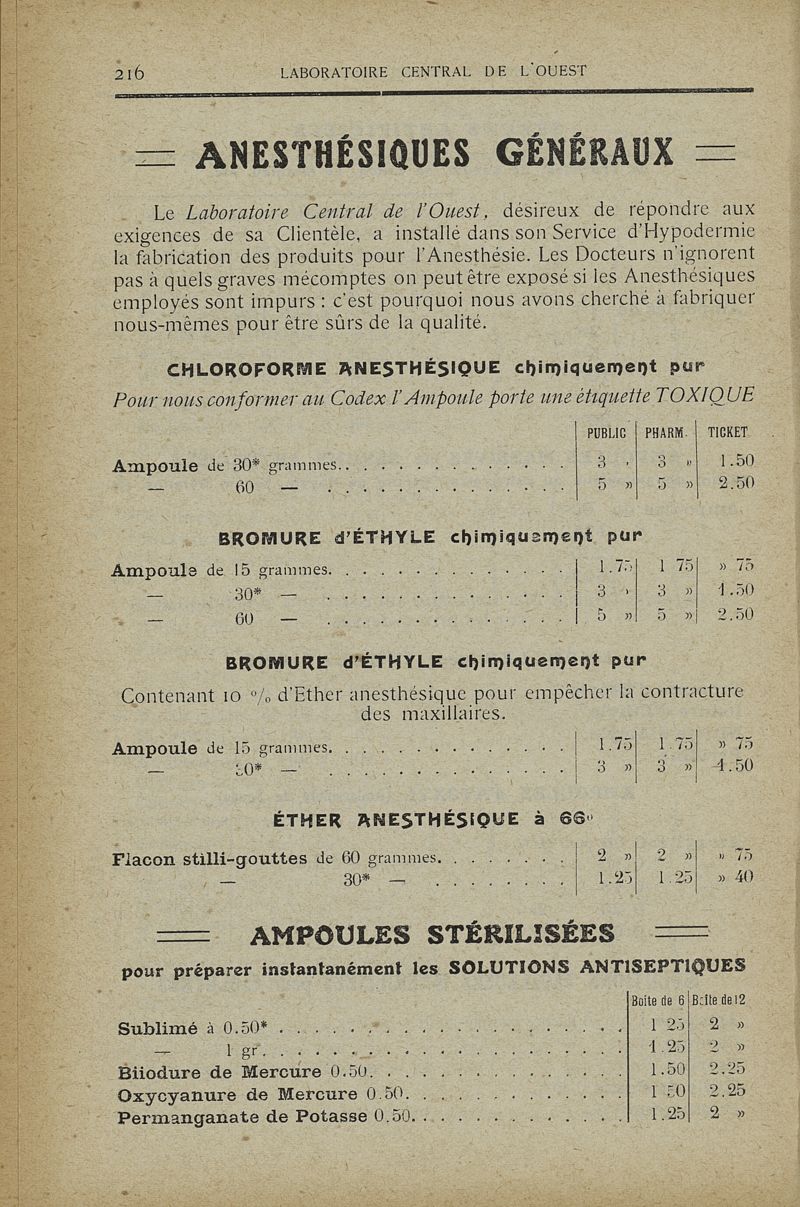 216 LABORATOIRE CENTRAL DE L'OUEST
ANESTHÉSIQUES GÉNÉRAUX
Le Laboratoire Central de l'Ouest, désireux de répondre aux
exigences de sa Clientèle, a installé dans son Service d'Hypodermie
la fabrication des produits pour l'Anesthésie. Les Docteurs n'ignorent
pas à quels graves mécomptes on peut être exposé si les Anesthésiques
employés sont impurs : c'est pourquoi nous avons cherché à fabriquer
nous-mêmes pour être sûrs de la qualité.
CHLOROFORME ANESTHÉSIQUE chimiquement pur
Pour nous conformer au Codex l'Ampoule porte une étiquette TOXIQUE
PUBLIC PHARM. TICKET
Ampoule de 30* grammes. . . . . . . . . . . . . 3 » 3 » 1.50
— 60 — . . . . . . . . . . . . . 5 » 5 » 2.50
BROMURE d'ÉTHYLE chimiquement pur
Ampoule de 15 grammes. . . . . . . . . . . . . 1.75 1 75 » 75
— 30* — . . . . . . . . . . . . . 3 » 3 » 1.50
— 60 — . . . . . . . . . . . . . 5 » 5 » 2.50
BROMURE d'ÉTHYLE chimiquement pur
Contenant 10 % d'Ether anesthésique pour empêcher la contracture
des maxillaires.
Ampoule de 15 grammes. . . . . . . . . . . . . 1.75 1.75 » 75
— 30* — . . . . . . . . . . . . . 3 » 3 » 1.50
ÉTHER ANESTHÉSIQUE à 66°
Flacon stilli-gouttes de 60 grammes. . . . . . . . 2 » 2 » » 75
— 30* — . . . . . . . . 1.25 1.25 » 40
AMPOULES STÉRILISÉES
pour préparer instantanément les SOLUTIONS ANTISEPTIQUES
Boîte de 6 Boîte de 12
Sublimé à 0.50* . . . . . . . . . . . . . . . . . . . 1 25 2 »
— 1 gr. . . . . . . . . . . . . . . . . . . . 1.25 2 »
Biiodure de Mercure 0.50. . . . . . . . . . . . . . 1.50 2.25
Oxycyanure de Mercure 0.50. . . . . . . . . . . . 1 50 2.25
Permanganate de Potasse 0.50. . . . . . . . . . . 1.25 2 »